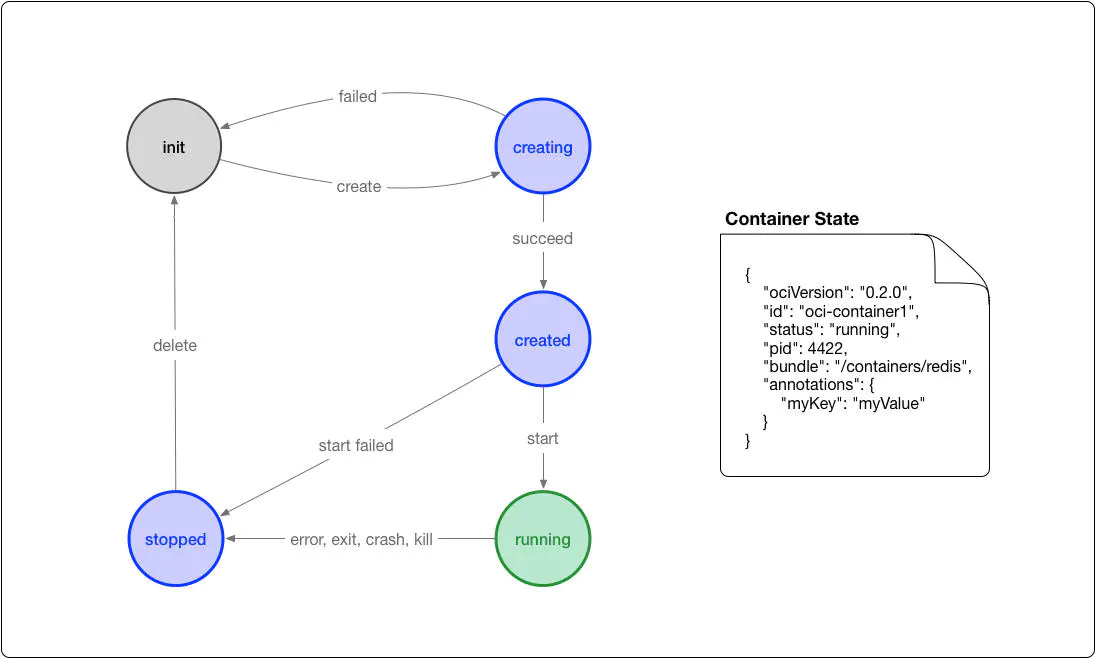 failed
init
creating
create
Container State
succeed
{
"ociVersion": "0.2.0",
"id": "oci-container1",
"status": "running",
"pid": 4422,
"bundle": "/containers/redis",
"annotations": {
"myKey": "myValue"
}
}
created
delete
start failed
start
stopped
error, exit, crash, kill
running